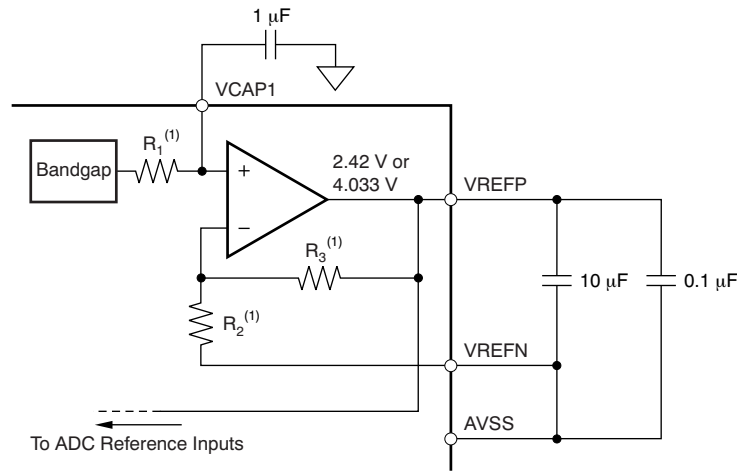 1 μF
VCAP1
R₁⁽¹⁾
Bandgap
+
2.42 V or
4.033 V
VREFP
−
R₃⁽¹⁾
10 μF
0.1 μF
R₂⁽¹⁾
VREFN
AVSS
To ADC Reference Inputs